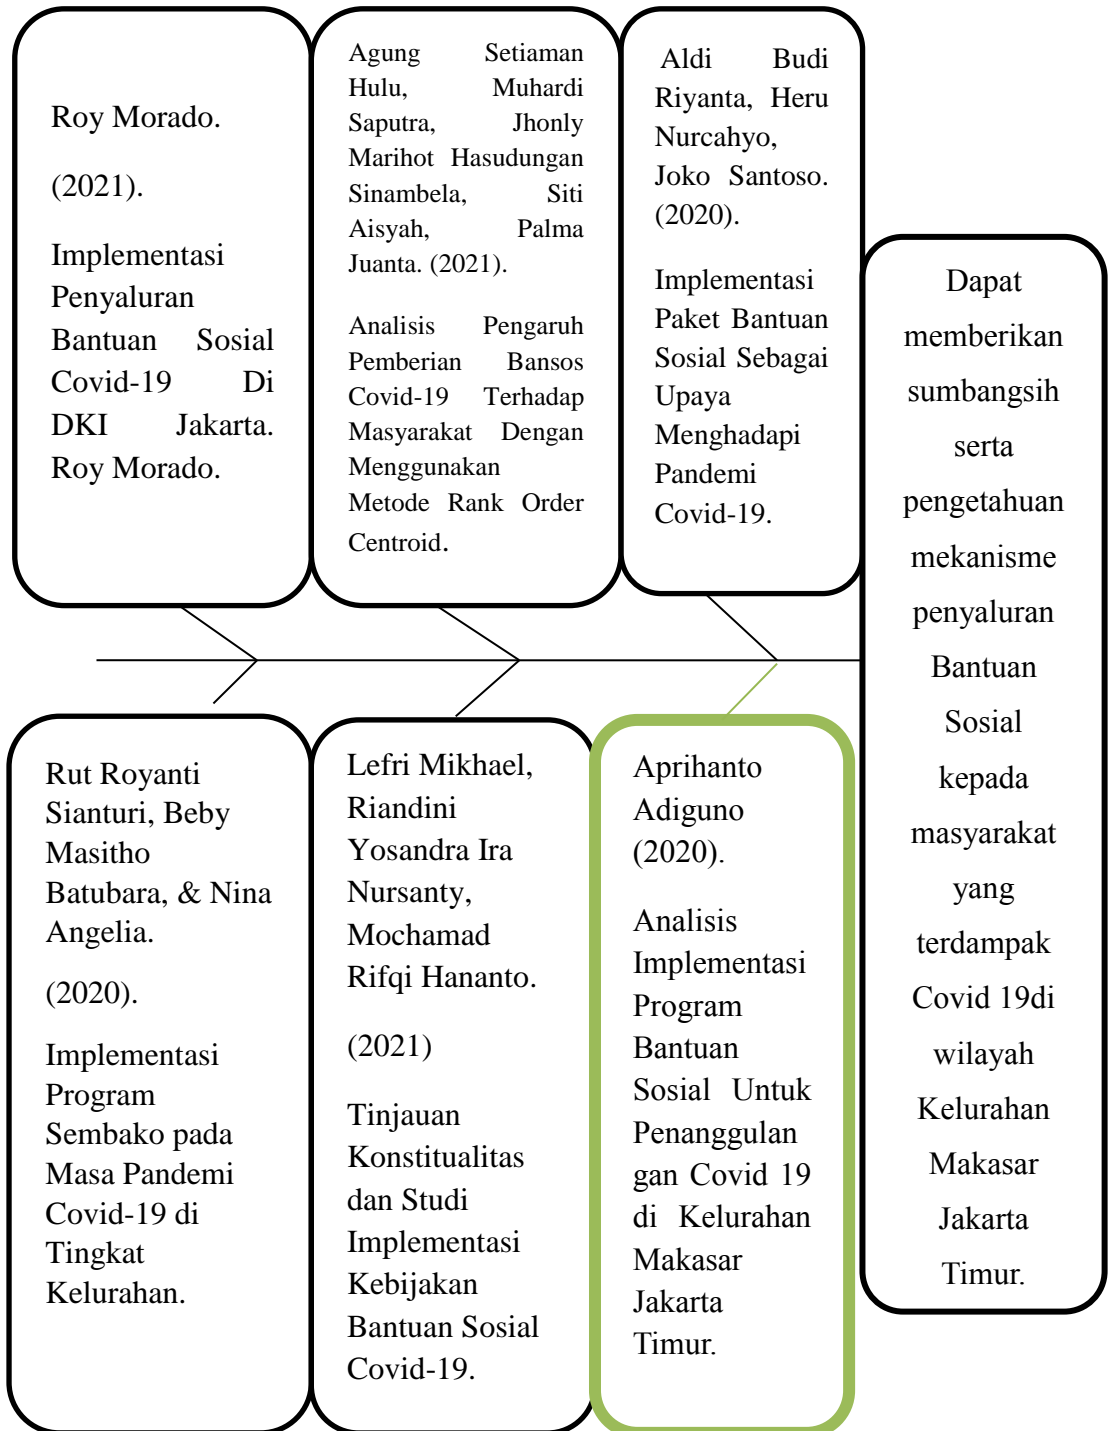 Roy Morado.
(2021).
Implementasi
Penyaluran
Bantuan Sosial
Covid-19 Di
DKI Jakarta.
Roy Morado.
Agung Setiaman
Hulu, Muhardi
Saputra, Jhonly
Marihot Hasudungan
Sinambela, Siti
Aisyah, Palma
Juanta. (2021).
Analisis Pengaruh
Pemberian Bansos
Covid-19 Terhadap
Masyarakat Dengan
Menggunakan
Metode Rank Order
Centroid.
Aldi Budi
Riyanta, Heru
Nurcahyo,
Joko Santoso.
(2020).
Implementasi
Paket Bantuan
Sosial Sebagai
Upaya
Menghadapi
Pandemi
Covid-19.
Rut Royanti
Sianturi, Beby
Masitho
Batubara, & Nina
Angelia.
(2020).
Implementasi
Program
Sembako pada
Masa Pandemi
Covid-19 di
Tingkat
Kelurahan.
Lefri Mikhael,
Riandini
Yosandra Ira
Nursanty,
Mochamad
Rifqi Hananto.
(2021)
Tinjauan
Konstitualitas
dan Studi
Implementasi
Kebijakan
Bantuan Sosial
Covid-19.
Aprihanto
Adiguno
(2020).
Analisis
Implementasi
Program
Bantuan
Sosial Untuk
Penanggulan
gan Covid 19
di Kelurahan
Makasar
Jakarta
Timur.
Dapat
memberikan
sumbangsih
serta
pengetahuan
mekanisme
penyaluran
Bantuan
Sosial
kepada
masyarakat
yang
terdampak
Covid 19di
wilayah
Kelurahan
Makasar
Jakarta
Timur.